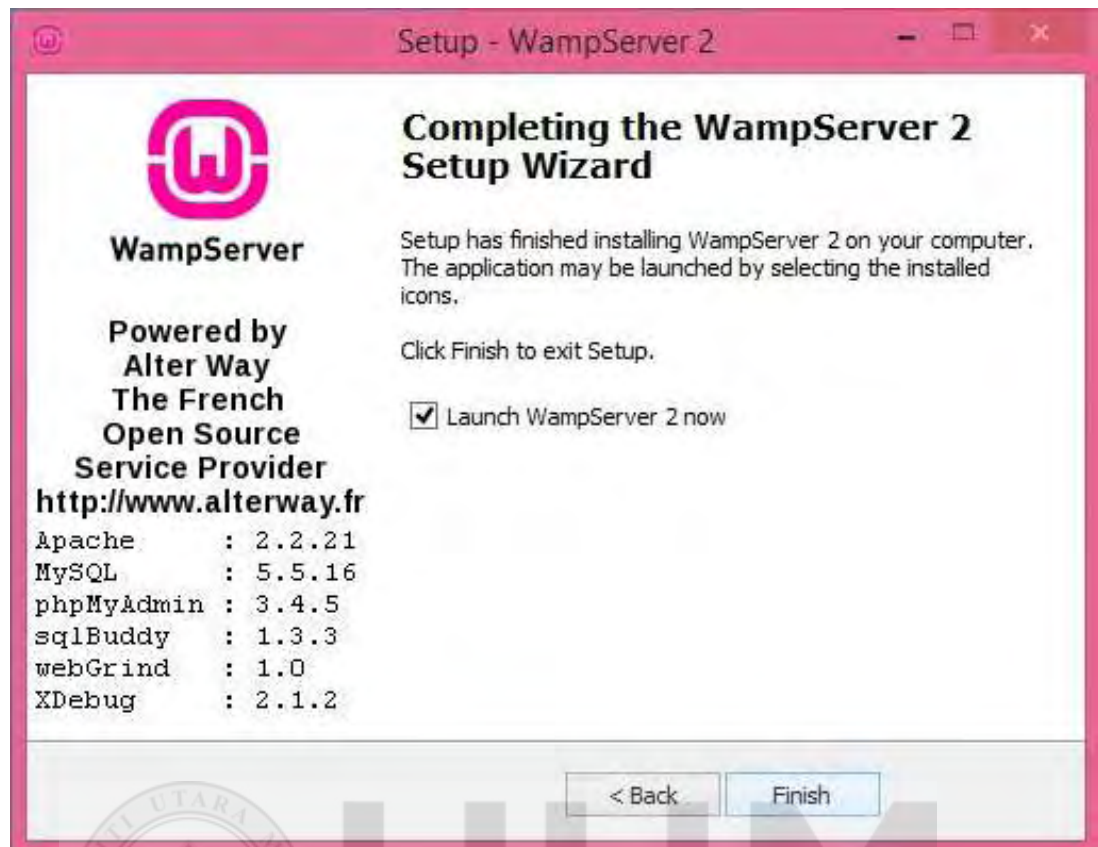 Setup - WampServer 2
WampServer
Powered by
Alter Way
The French
Open Source
Service Provider
http://www.alterway.fr
Apache : 2.2.21
MySQL : 5.5.16
phpMyAdmin : 3.4.5
sqlBuddy : 1.3.3
webGrind : 1.0
XDebug : 2.1.2
Completing the WampServer 2
Setup Wizard
Setup has finished installing WampServer 2 on your computer.
The application may be launched by selecting the installed
icons.
Click Finish to exit Setup.
Launch WampServer 2 now
< Back
Finish
UTARA